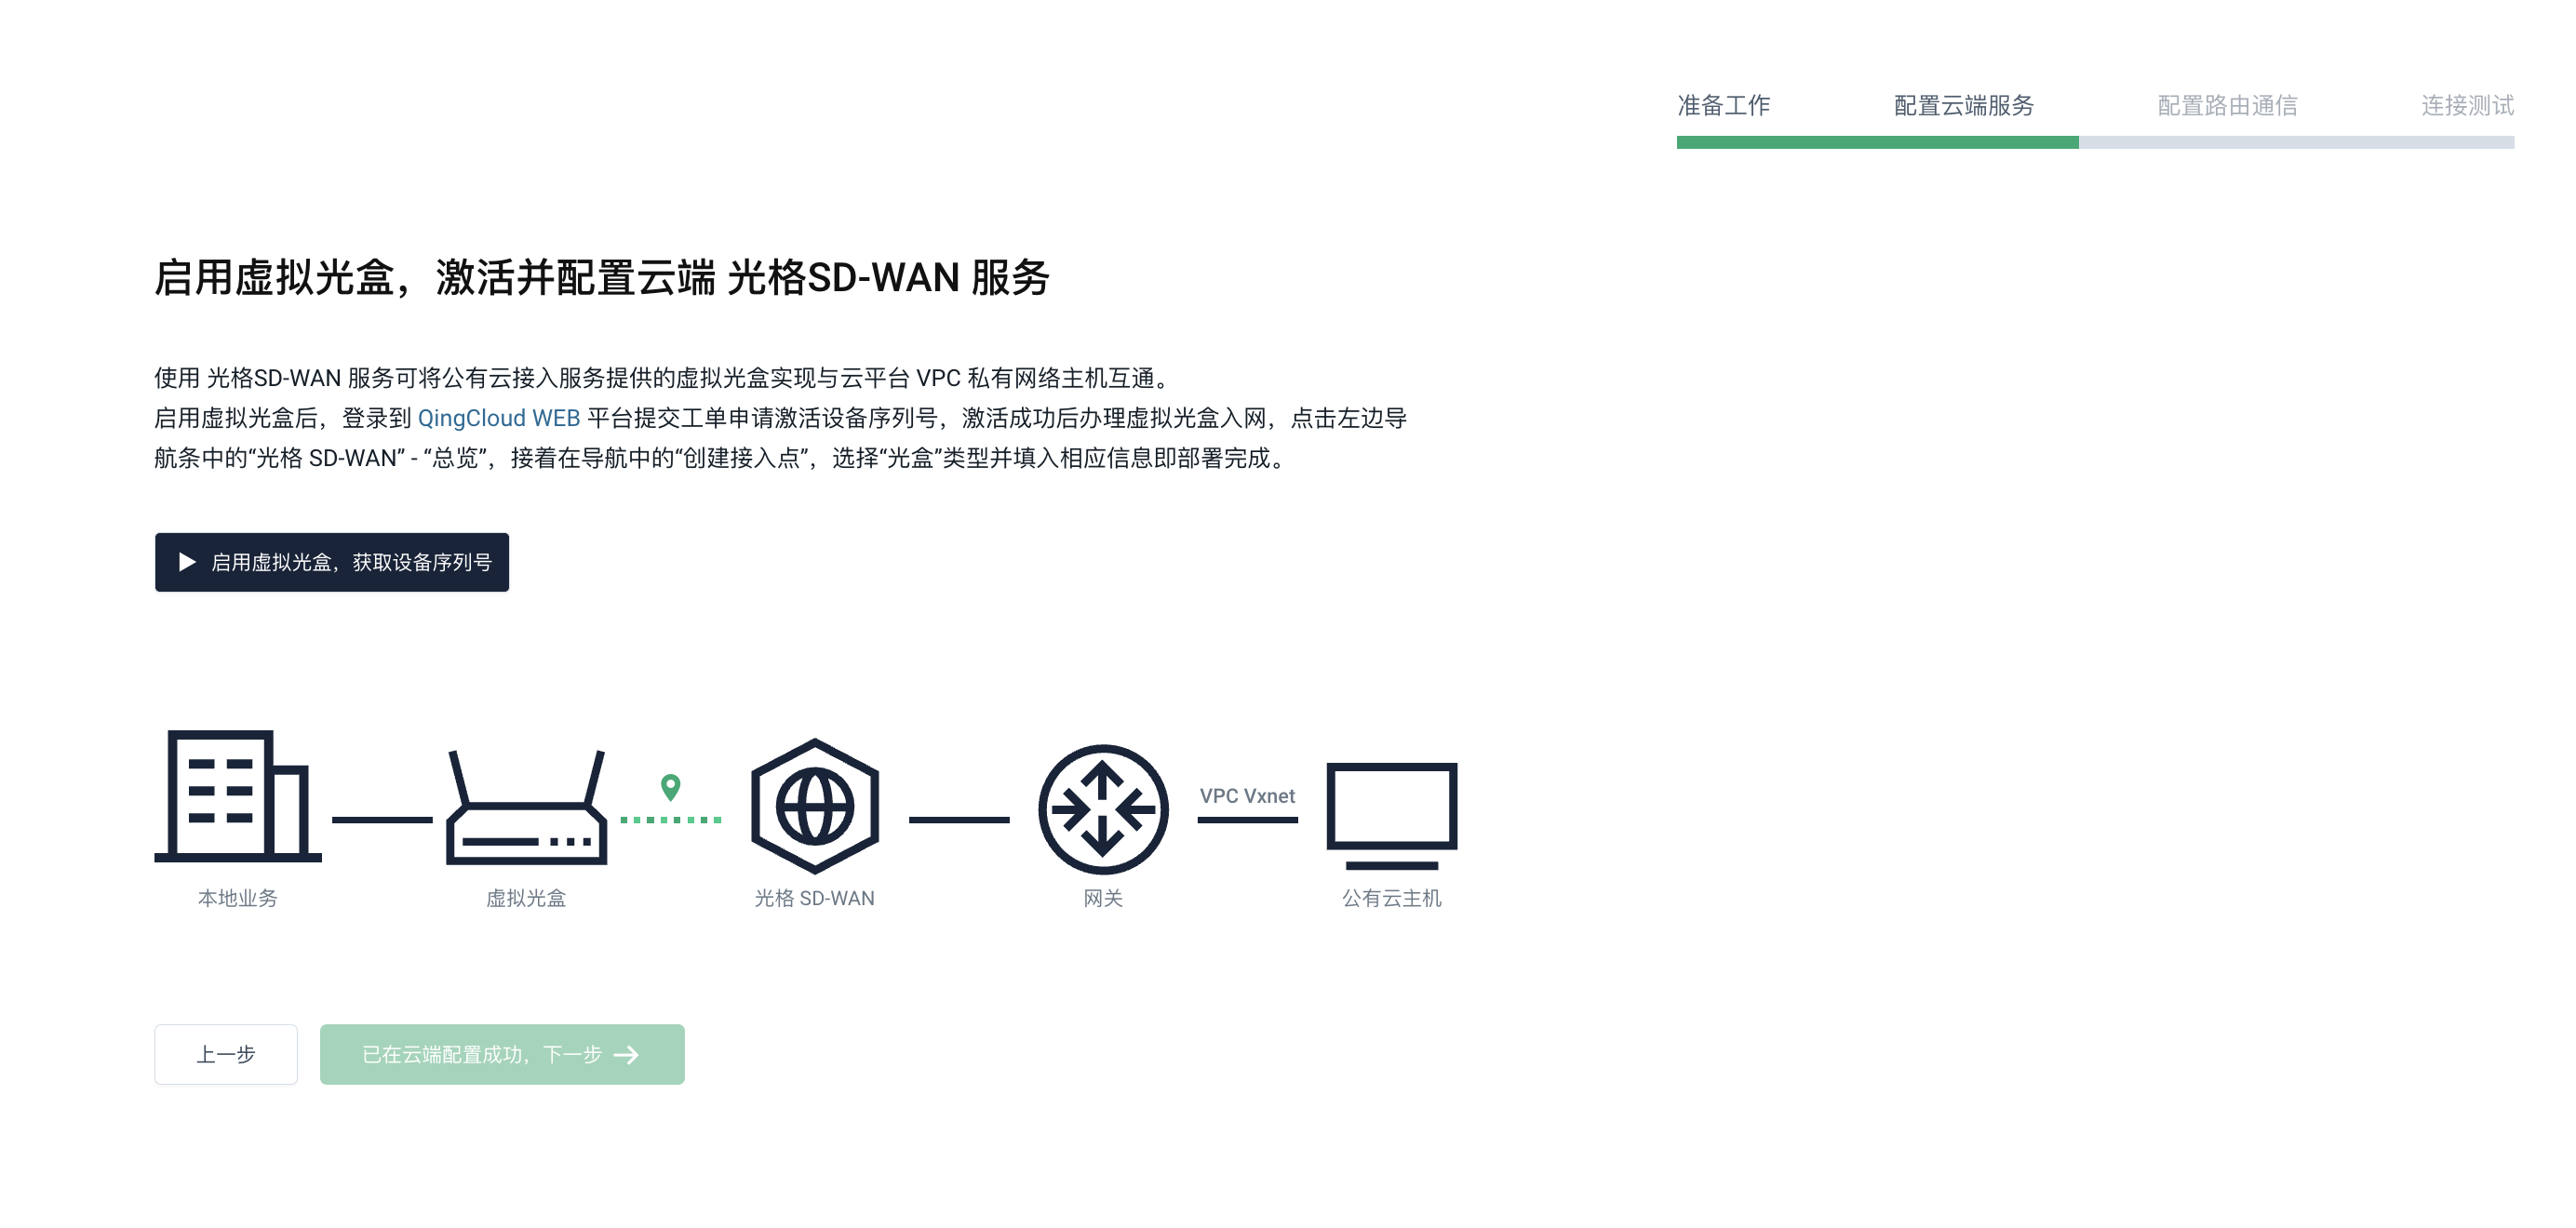 准备工作 配置云端服务 配置路由通信 连接测试
启用虚拟光盒，激活并配置云端 光格SD-WAN 服务
使用 光格SD-WAN 服务可将公有云接入服务提供的虚拟光盒实现与云平台 VPC 私有网络主机互通。
启用虚拟光盒后，登录到 QingCloud WEB 平台提交工单申请激活设备序列号，激活成功后办理虚拟光盒入网，点击左边导
航条中的“光格 SD-WAN” - “总览”，接着在导航中的“创建接入点”，选择“光盒”类型并填入相应信息即部署完成。
启用虚拟光盒，获取设备序列号
VPC Vxnet
本地业务 虚拟光盒 光格 SD-WAN 网关 公有云主机
上一步 已在云端配置成功，下一步